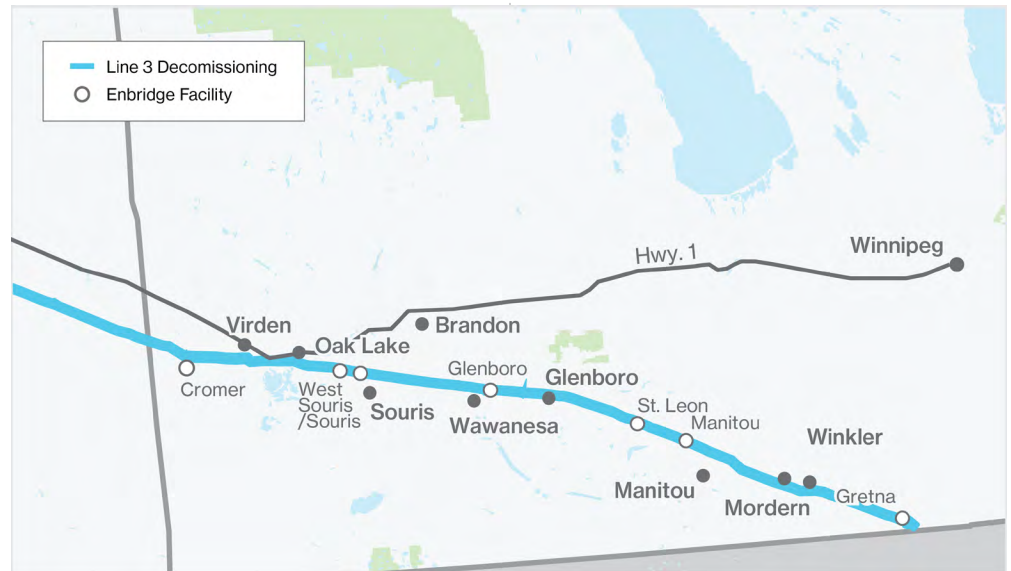 Line 3 Decomissioning
Enbridge Facility
Hwy. 1
Winnipeg
Virden
Brandon
Oak Lake
Cromer
West
Souris
/Souris
Souris
Glenboro
Glenboro
Wawanesa
St. Leon
Manitou
Winkler
Manitou
Mordern
Gretna